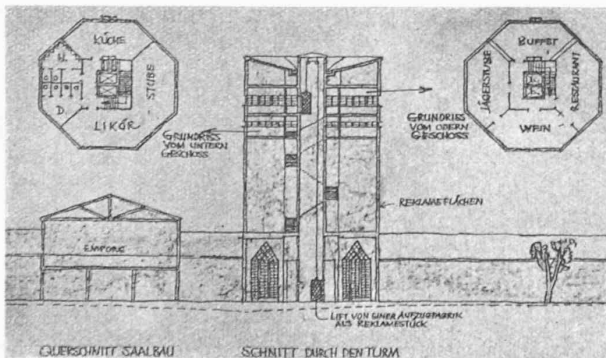 KÜCHE
H.
STUBE
D.
LIKÖR
GRUNDRISS
VOM UNTERN
GESCHOSS
BUFFET
JÄGERSTUBE
RESTAURANT
WEIN
GRUNDRISS
VOM OBERN
GESCHOSS
REKLAMEFLÄCHEN
EMPORE
LIFT VON EINER AUFZUGFABRIK
ALS REKLAMESTÜCK
QUERSCHNITT SAALBAU
SCHNITT DURCH DEN TURM